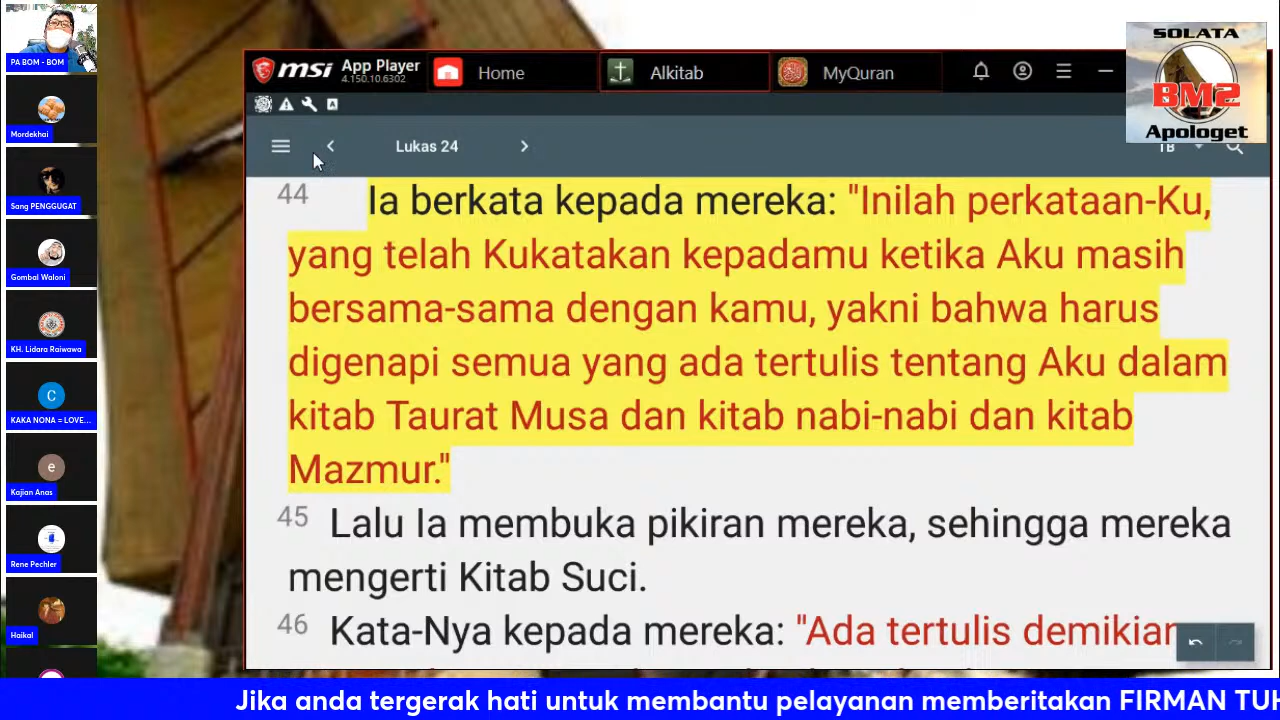 PA BOM - BOM
Mordekhai
Sang PENGGUGAT
Gombal Waloni
KH. Lidara Raiwawa
C
KAKA NONA = LOVE...
e
Kajian Anas
Rene Pechler
Haikal
msi App Player
4.150.10.6302
Home
Alkitab
MyQuran
SOLATA
BM2
Apologet
Lukas 24
TB
44 Ia berkata kepada mereka: "Inilah perkataan-Ku,
yang telah Kukatakan kepadamu ketika Aku masih
bersama-sama dengan kamu, yakni bahwa harus
digenapi semua yang ada tertulis tentang Aku dalam
kitab Taurat Musa dan kitab nabi-nabi dan kitab
Mazmur."
45 Lalu Ia membuka pikiran mereka, sehingga mereka
mengerti Kitab Suci.
46 Kata-Nya kepada mereka: "Ada tertulis demikian
Jika anda tergerak hati untuk membantu pelayanan memberitakan FIRMAN TUH